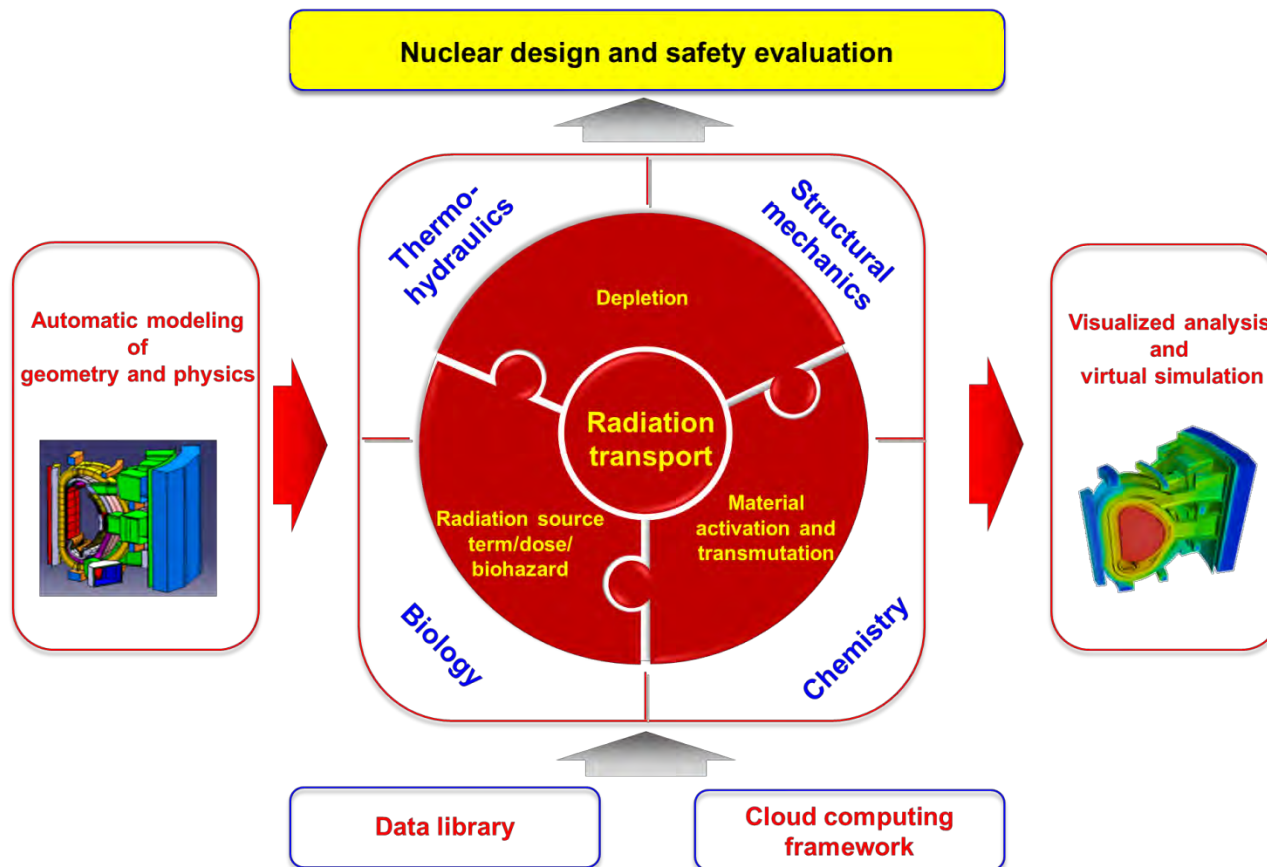 Nuclear design and safety evaluation
Thermo-
hydraulics
Structural
mechanics
Automatic modeling
of
geometry and physics
Depletion
Radiation
transport
Radiation source
term/dose/
biohazard
Material
activation and
transmutation
Visualized analysis
and
virtual simulation
Biology
Chemistry
Data library
Cloud computing
framework